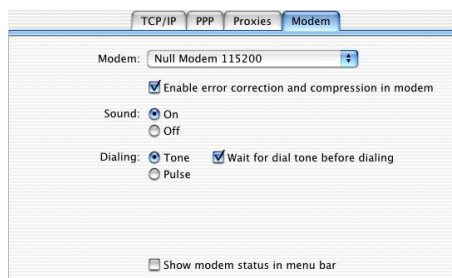 TCP/IP PPP Proxies Modem
Modem: Null Modem 115200
Enable error correction and compression in modem
Sound: On
Off
Dialing: Tone Wait for dial tone before dialing
Pulse
Show modem status in menu bar